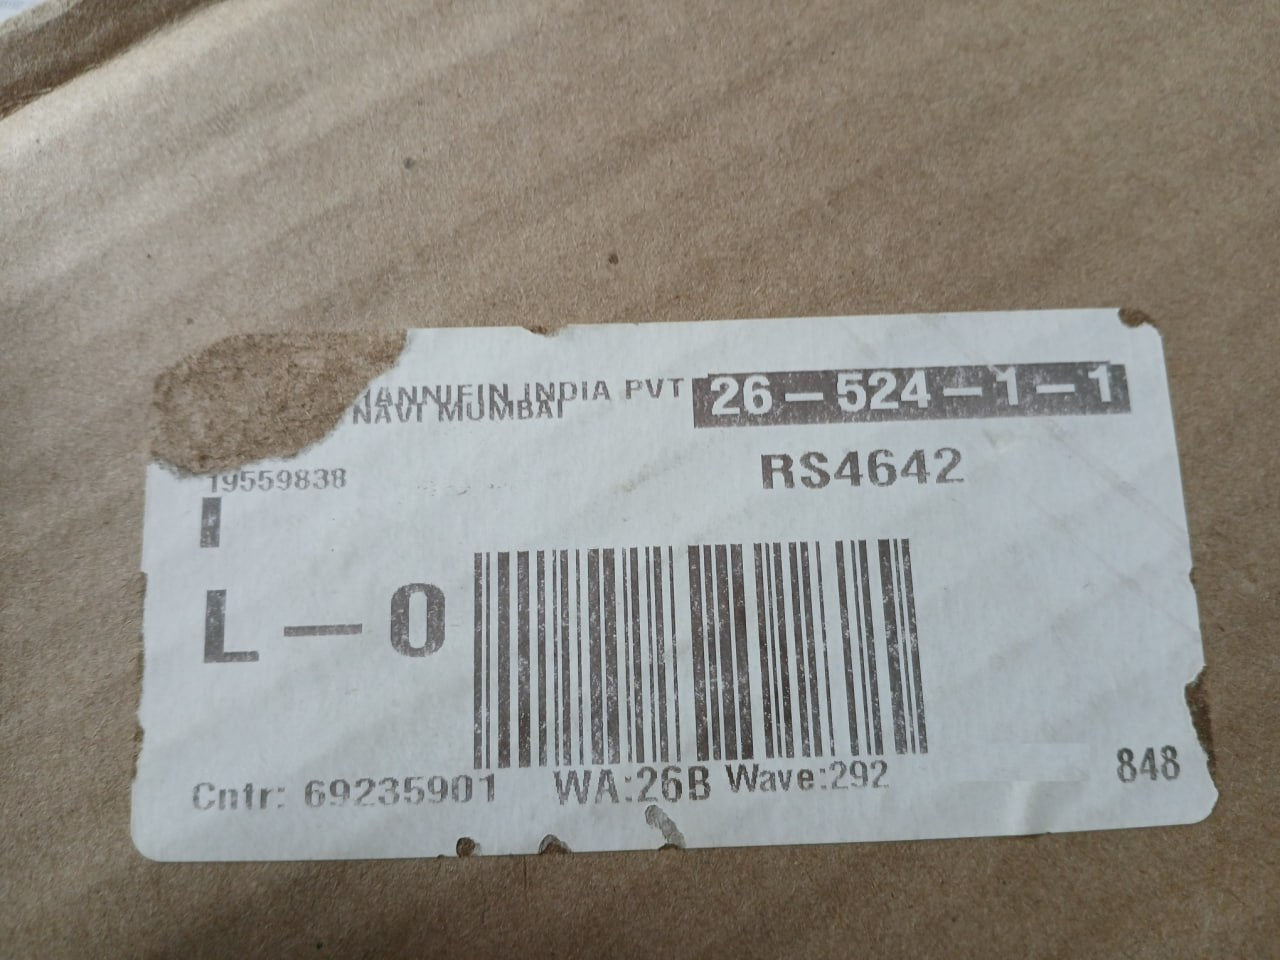 HANNIFIN INDIA PVT 26-524-1-1
NAVI MUMBAI
19559838 RS4642
I
L-0
Cntr: 69235901 WA:26B Wave:292 848